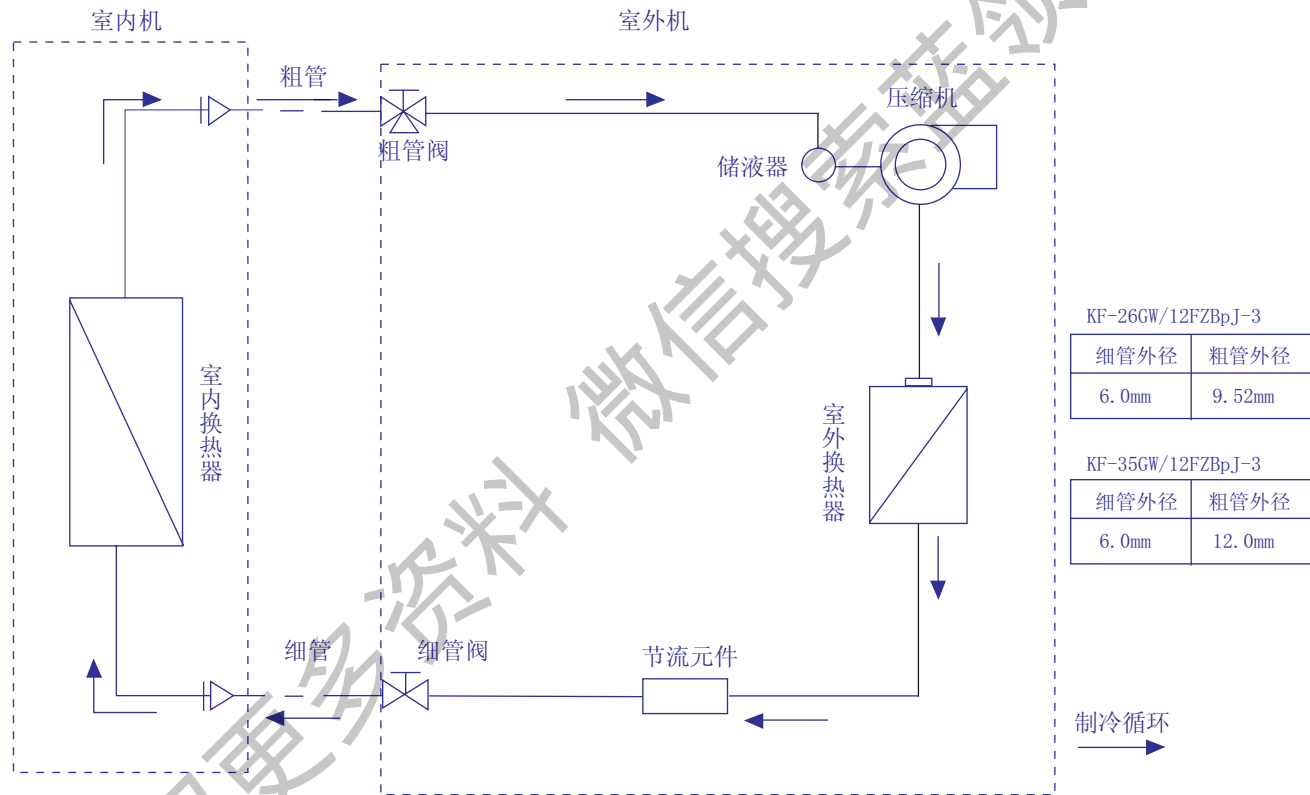 室内机
室外机
粗管
粗管阀
压缩机
储液器
室内换热器
室外换热器
KF-26GW/12FZBpJ-3
细管外径 粗管外径
6.0mm 9.52mm
KF-35GW/12FZBpJ-3
细管外径 粗管外径
6.0mm 12.0mm
细管
细管阀
节流元件
制冷循环
更多资料 微信搜索蓝领